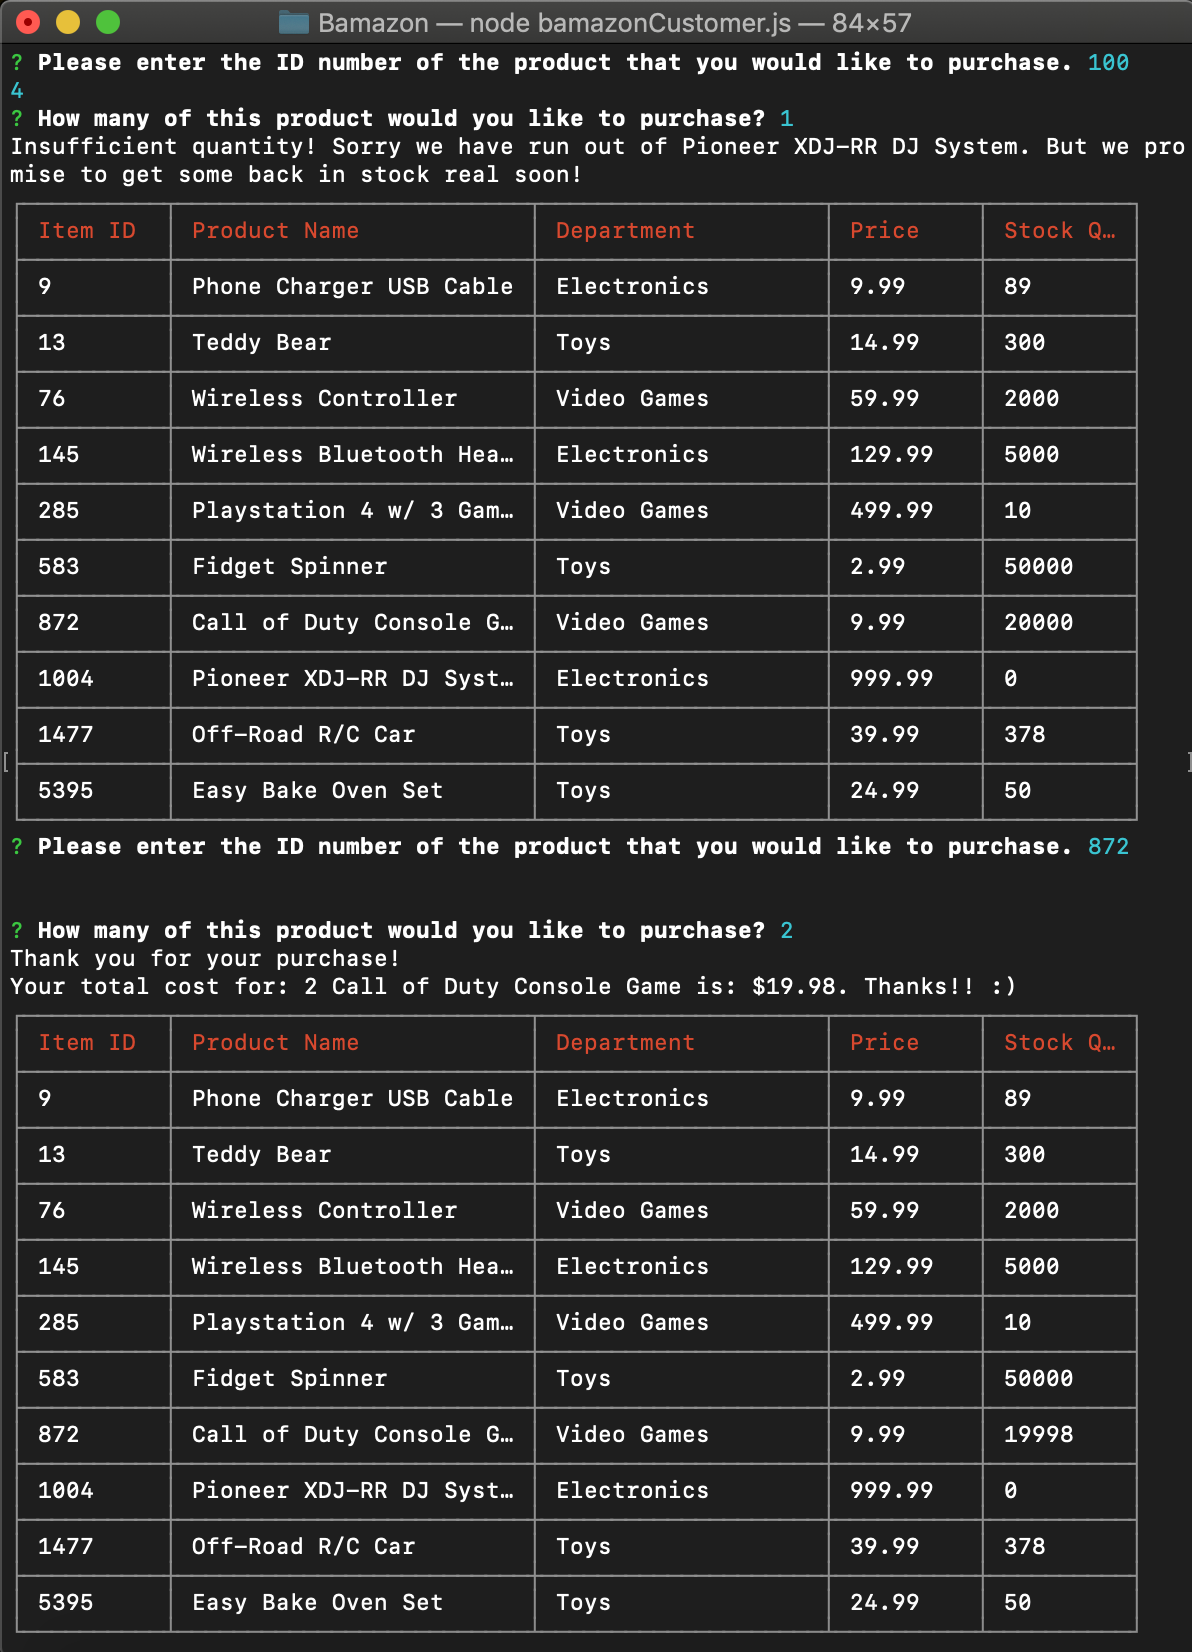 Bamazon — node bamazonCustomer.js — 84×57
? Please enter the ID number of the product that you would like to purchase. 100
4
? How many of this product would you like to purchase? 1
Insufficient quantity! Sorry we have run out of Pioneer XDJ-RR DJ System. But we pro
mise to get some back in stock real soon!
Item ID Product Name Department Price Stock Q…
9 Phone Charger USB Cable Electronics 9.99 89
13 Teddy Bear Toys 14.99 300
76 Wireless Controller Video Games 59.99 2000
145 Wireless Bluetooth Hea… Electronics 129.99 5000
285 Playstation 4 w/ 3 Gam… Video Games 499.99 10
583 Fidget Spinner Toys 2.99 50000
872 Call of Duty Console G… Video Games 9.99 20000
1004 Pioneer XDJ-RR DJ Syst… Electronics 999.99 0
1477 Off-Road R/C Car Toys 39.99 378
5395 Easy Bake Oven Set Toys 24.99 50
? Please enter the ID number of the product that you would like to purchase. 872
? How many of this product would you like to purchase? 2
Thank you for your purchase!
Your total cost for: 2 Call of Duty Console Game is: $19.98. Thanks!! :)
Item ID Product Name Department Price Stock Q…
9 Phone Charger USB Cable Electronics 9.99 89
13 Teddy Bear Toys 14.99 300
76 Wireless Controller Video Games 59.99 2000
145 Wireless Bluetooth Hea… Electronics 129.99 5000
285 Playstation 4 w/ 3 Gam… Video Games 499.99 10
583 Fidget Spinner Toys 2.99 50000
872 Call of Duty Console G… Video Games 9.99 19998
1004 Pioneer XDJ-RR DJ Syst… Electronics 999.99 0
1477 Off-Road R/C Car Toys 39.99 378
5395 Easy Bake Oven Set Toys 24.99 50